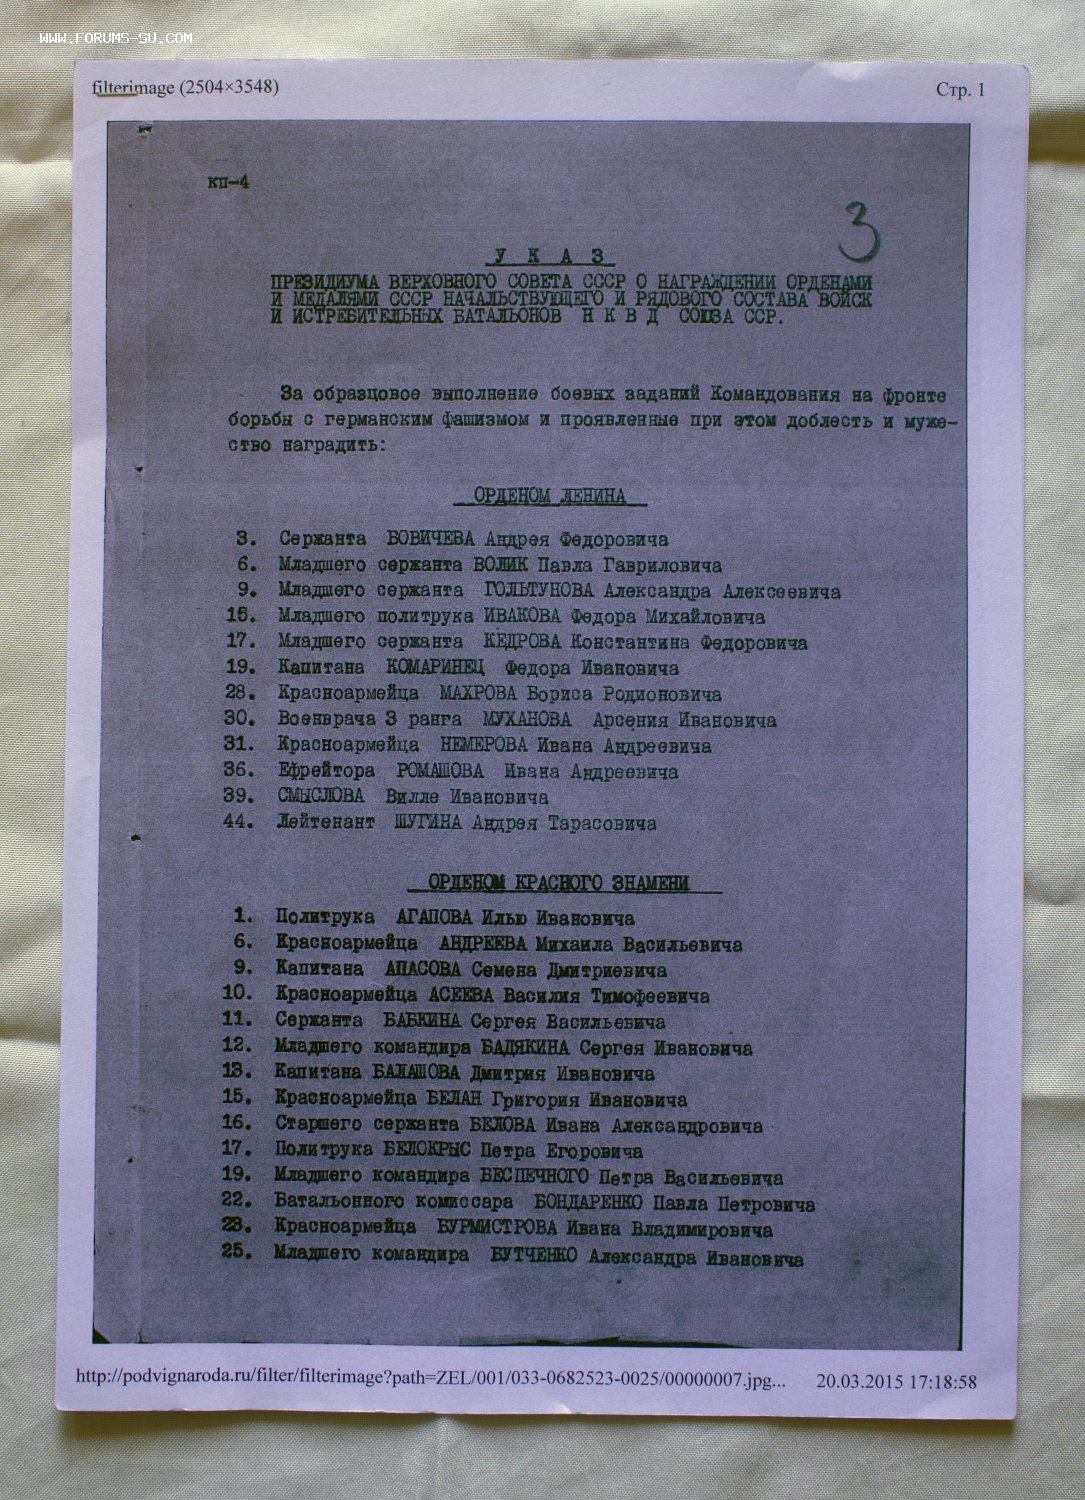 WWW.FORUMS-SU.COM
filterimage (2504×3548)
Стр. 1
КП-4
3
У К А З
ПРЕЗИДИУМА ВЕРХОВНОГО СОВЕТА СССР О НАГРАЖДЕНИИ ОРДЕНАМИ
И МЕДАЛЯМИ СССР НАЧАЛЬСТВУЮЩЕГО И РЯДОВОГО СОСТАВА ВОЙСК
И ИСТРЕБИТЕЛЬНЫХ БАТАЛЬОНОВ Н К В Д СОЮЗА ССР.
За образцовое выполнение боевых заданий Командования на фронте
борьбы с германским фашизмом и проявленные при этом доблесть и муже-
ство наградить:
ОРДЕНОМ ЛЕНИНА
3. Сержанта БОВИЧЕВА Андрея Федоровича
6. Младшего сержанта ВОЛИК Павла Гавриловича
9. Младшего сержанта ГОЛЬТУНОВА Александра Алексеевича
15. Младшего политрука ИВАКОВА Федора Михайловича
17. Младшего сержанта КЕДРОВА Константина Федоровича
19. Капитана КОМАРИНЕЦ Федора Ивановича
28. Красноармейца МАХРОВА Бориса Родионовича
30. Военврача 3 ранга МУХАНОВА Арсения Ивановича
31. Красноармейца НЕМЕРОВА Ивана Андреевича
36. Ефрейтора РОМАШОВА Ивана Андреевича
39. СМЫСЛОВА Вилле Ивановича
44. Лейтенант ШУГИНА Андрея Тарасовича
ОРДЕНОМ КРАСНОГО ЗНАМЕНИ
1. Политрука АГАПОВА Илью Ивановича
6. Красноармейца АНДРЕЕВА Михаила Васильевича
9. Капитана АПАСОВА Семена Дмитриевича
10. Красноармейца АСЕЕВА Василия Тимофеевича
11. Сержанта БАБКИНА Сергея Васильевича
12. Младшего командира БАДЯКИНА Сергея Ивановича
13. Капитана БАЛАШОВА Дмитрия Ивановича
15. Красноармейца БЕЛАН Григория Ивановича
16. Старшего сержанта БЕЛОВА Ивана Александровича
17. Политрука БЕЛОКРЫС Петра Егоровича
19. Младшего командира БЕСПЕЧНОГО Петра Васильевича
22. Батальонного комиссара БОНДАРЕНКО Павла Петровича
23. Красноармейца БУРМИСТРОВА Ивана Владимировича
25. Младшего командира БУТЧЕНКО Александра Ивановича
http://podvignaroda.ru/filter/filterimage?path=ZEL/001/033-0682523-0025/00000007.jpg...
20.03.2015 17:18:58